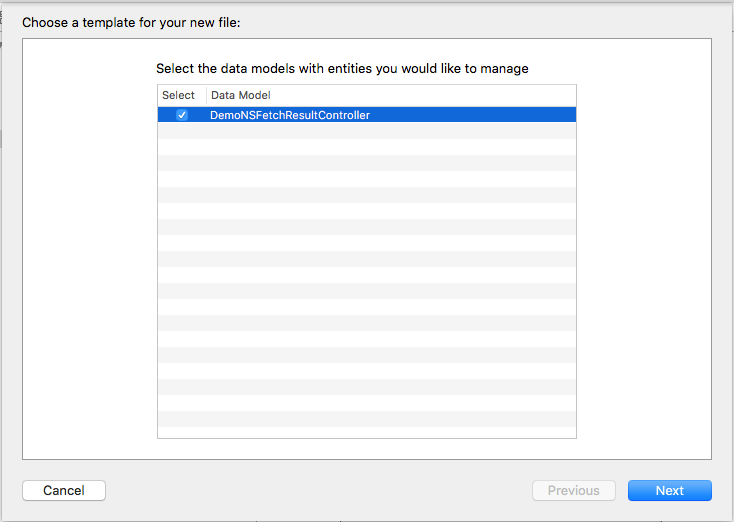 Choose a template for your new file:
Select the data models with entities you would like to manage
Select Data Model
DemoNSFetchResultController
Cancel Previous Next